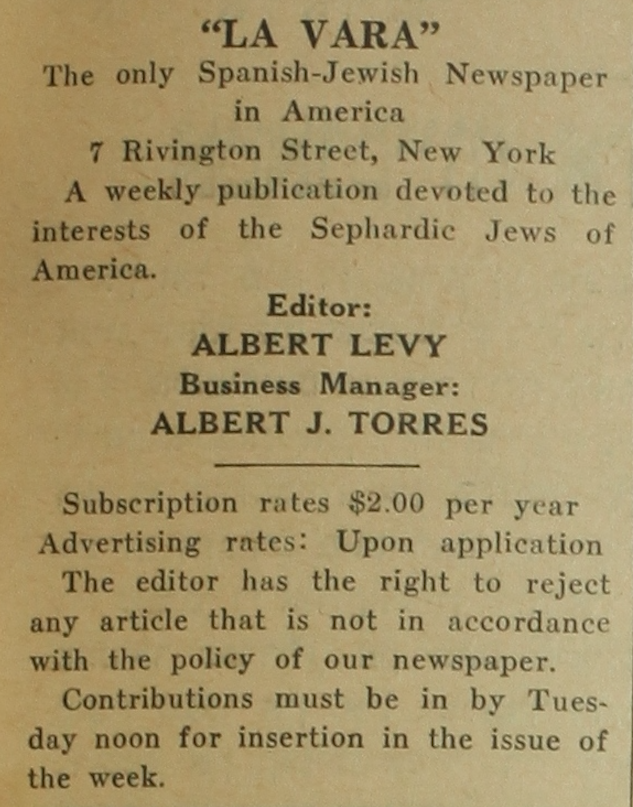 “LA VARA”
The only Spanish-Jewish Newspaper
in America
7 Rivington Street, New York
A weekly publication devoted to the
interests of the Sephardic Jews of
America.
Editor:
ALBERT LEVY
Business Manager:
ALBERT J. TORRES
Subscription rates $2.00 per year
Advertising rates: Upon application
The editor has the right to reject
any article that is not in accordance
with the policy of our newspaper.
Contributions must be in by Tues-
day noon for insertion in the issue of
the week.